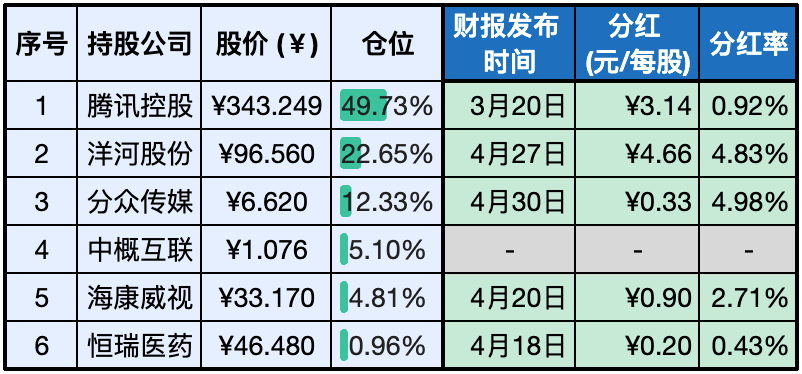 序号 持股公司 股价 (¥) 仓位 财报发布时间 分红(元/每股) 分红率
1 腾讯控股 ¥343.249 49.73% 3月20日 ¥3.14 0.92%
2 洋河股份 ¥96.560 22.65% 4月27日 ¥4.66 4.83%
3 分众传媒 ¥6.620 12.33% 4月30日 ¥0.33 4.98%
4 中概互联 ¥1.076 5.10% - - -
5 海康威视 ¥33.170 4.81% 4月20日 ¥0.90 2.71%
6 恒瑞医药 ¥46.480 0.96% 4月18日 ¥0.20 0.43%